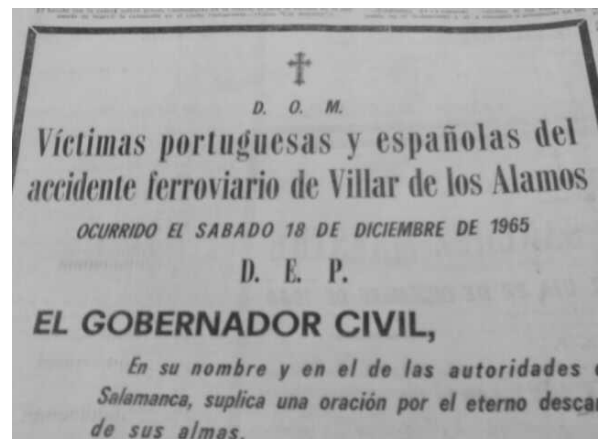 D. O. M.
Víctimas portuguesas y españolas del
accidente ferroviario de Villar de los Alamos
OCURRIDO EL SABADO 18 DE DICIEMBRE DE 1965
D. E. P.
EL GOBERNADOR CIVIL,
En su nombre y en el de las autoridades
Salamanca, suplica una oración por el eterno
de sus almas.